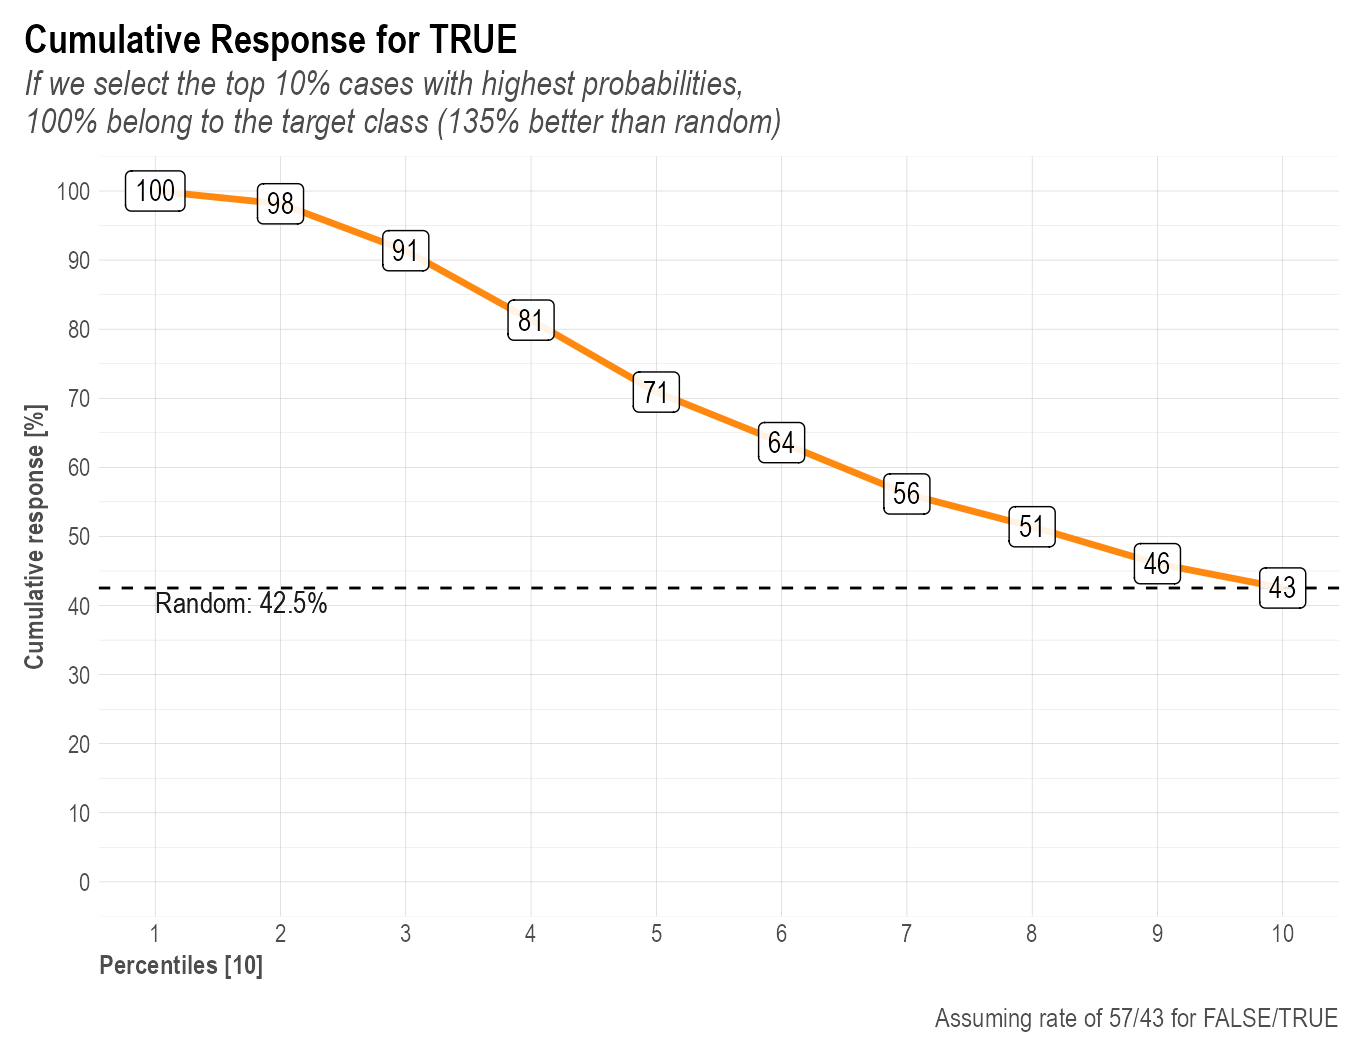 Cumulative Response for TRUE
If we select the top 10% cases with highest probabilities,
100% belong to the target class (135% better than random)
Cumulative response [%]
100
90
80
70
60
50
40
30
20
10
0
100
98
91
81
71
64
56
51
46
43
Random: 42.5%
1 2 3 4 5 6 7 8 9 10
Percentiles [10]
Assuming rate of 57/43 for FALSE/TRUE